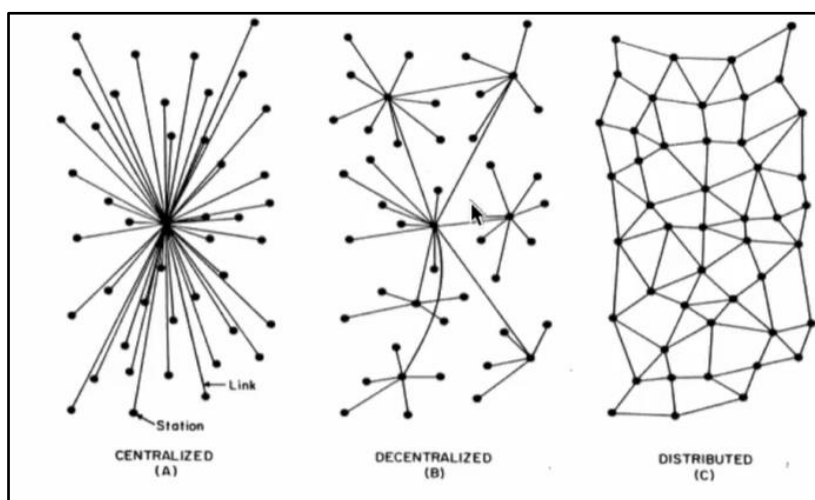 Link
Station
CENTRALIZED
(A)
DECENTRALIZED
(B)
DISTRIBUTED
(C)